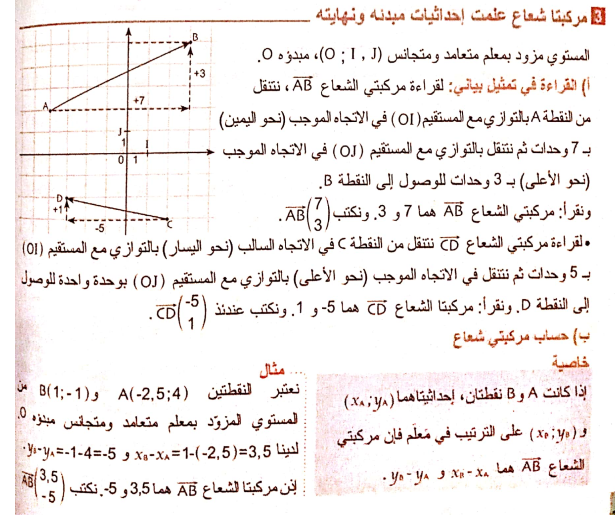 3 مركبتا شعاع علمت إحداثيات مبدئه ونهايته
المستوي مزود بمعلم متعامد ومتجانس (O ; I , J)، مبدؤه O.
أ) القراءة في تمثيل بياني: لقراءة مركبتي الشعاع AB، ننتقل
من النقطة A بالتوازي مع المستقيم (OI) في الاتجاه الموجب (نحو اليمين)
بـ 7 وحدات ثم ننتقل بالتوازي مع المستقيم (OJ) في الاتجاه الموجب
(نحو الأعلى) بـ 3 وحدات للوصول إلى النقطة B.
ونقرأ: مركبتي الشعاع AB هما 7 و 3. ونكتب AB(7 3).
B
+3
A
+7
J
1
0
1
I
D
+1
-5
C
• لقراءة مركبتي الشعاع CD ننتقل من النقطة C في الاتجاه السالب (نحو اليسار) بالتوازي مع المستقيم (OI)
بـ 5 وحدات ثم ننتقل في الاتجاه الموجب (نحو الأعلى) بالتوازي مع المستقيم (OJ) بوحدة واحدة للوصول
إلى النقطة D. ونقرأ: مركبتا الشعاع CD هما 5- و 1. ونكتب عندئذ CD(-5 1).
ب) حساب مركبتي شعاع
خاصية
إذا كانت A و B نقطتان، إحداثيتاهما (xA ; yA)
و (xB ; yB) على الترتيب في معلم فإن مركبتي
الشعاع AB هما xB - xA و yB - yA.
مثال
نعتبر النقطتين A(-2,5;4) و B(1;-1) من
المستوي المزود بمعلم متعامد ومتجانس مبدؤه O.
لدينا xB-xA=1-(-2,5)=3,5 و yB-yA=-1-4=-5.
إذن مركبتا الشعاع AB هما 3,5 و 5-. نكتب AB(3,5 -5)